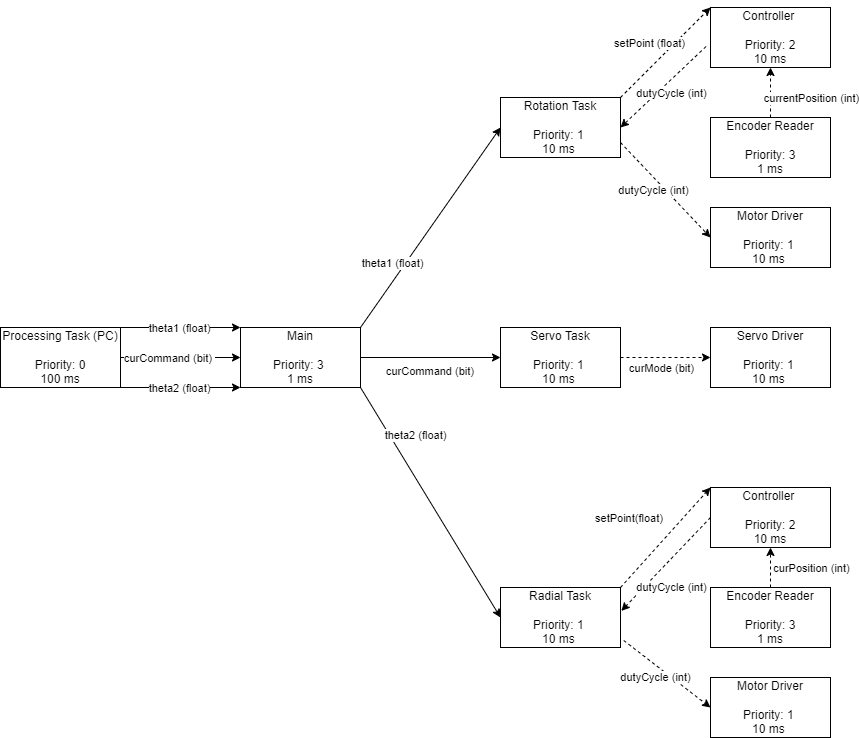 Controller
Priority: 2
10 ms
setPoint (float)
dutyCycle (int)
currentPosition (int)
Rotation Task
Priority: 1
10 ms
Encoder Reader
Priority: 3
1 ms
dutyCycle (int)
Motor Driver
Priority: 1
10 ms
theta1 (float)
Processing Task (PC)
Priority: 0
100 ms
theta1 (float)
curCommand (bit)
theta2 (float)
Main
Priority: 3
1 ms
curCommand (bit)
Servo Task
Priority: 1
10 ms
curMode (bit)
Servo Driver
Priority: 1
10 ms
theta2 (float)
Controller
Priority: 2
10 ms
setPoint(float)
dutyCycle (int)
curPosition (int)
Radial Task
Priority: 1
10 ms
Encoder Reader
Priority: 3
1 ms
dutyCycle (int)
Motor Driver
Priority: 1
10 ms